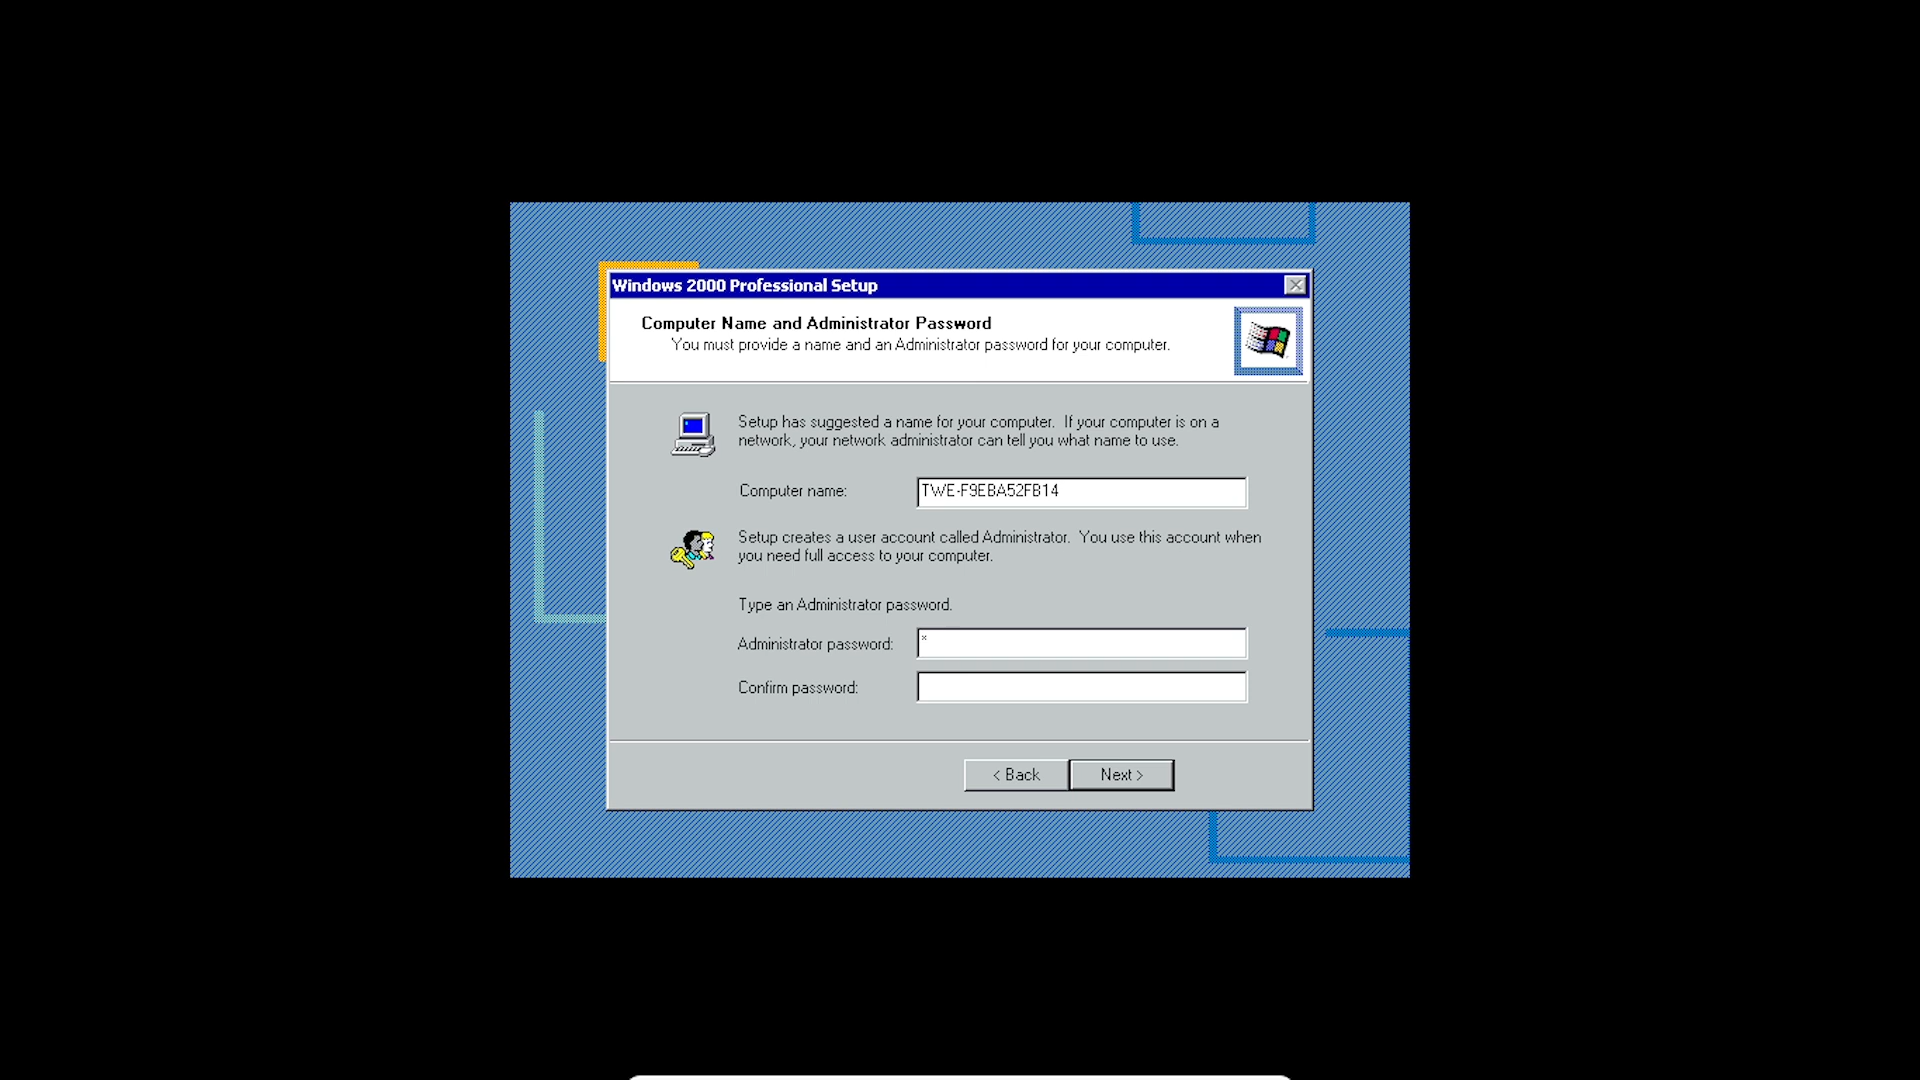 Windows 2000 Professional Setup
Computer Name and Administrator Password
You must provide a name and an Administrator password for your computer.
Setup has suggested a name for your computer.  If your computer is on a
network, your network administrator can tell you what name to use.
Computer name: TWE-F9EBA52FB14
Setup creates a user account called Administrator.  You use this account when
you need full access to your computer.
Type an Administrator password.
Administrator password: *
Confirm password:
< Back Next >